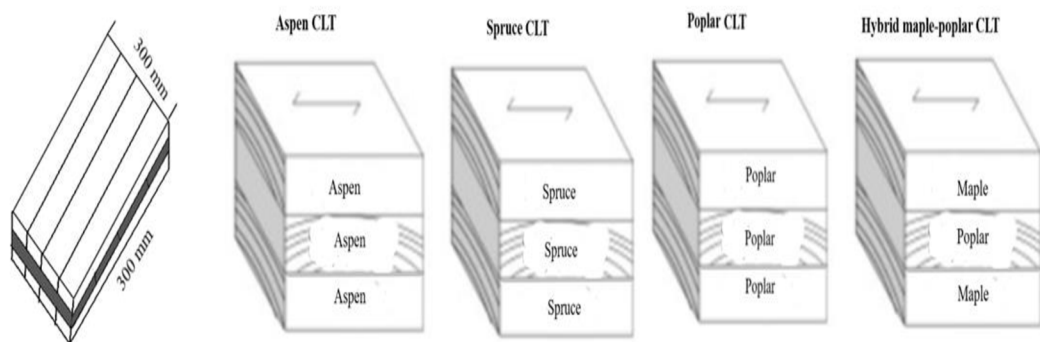 300 mm
300 mm
Aspen CLT
Aspen
Aspen
Aspen
Spruce CLT
Spruce
Spruce
Spruce
Poplar CLT
Poplar
Poplar
Poplar
Hybrid maple-poplar CLT
Maple
Poplar
Maple